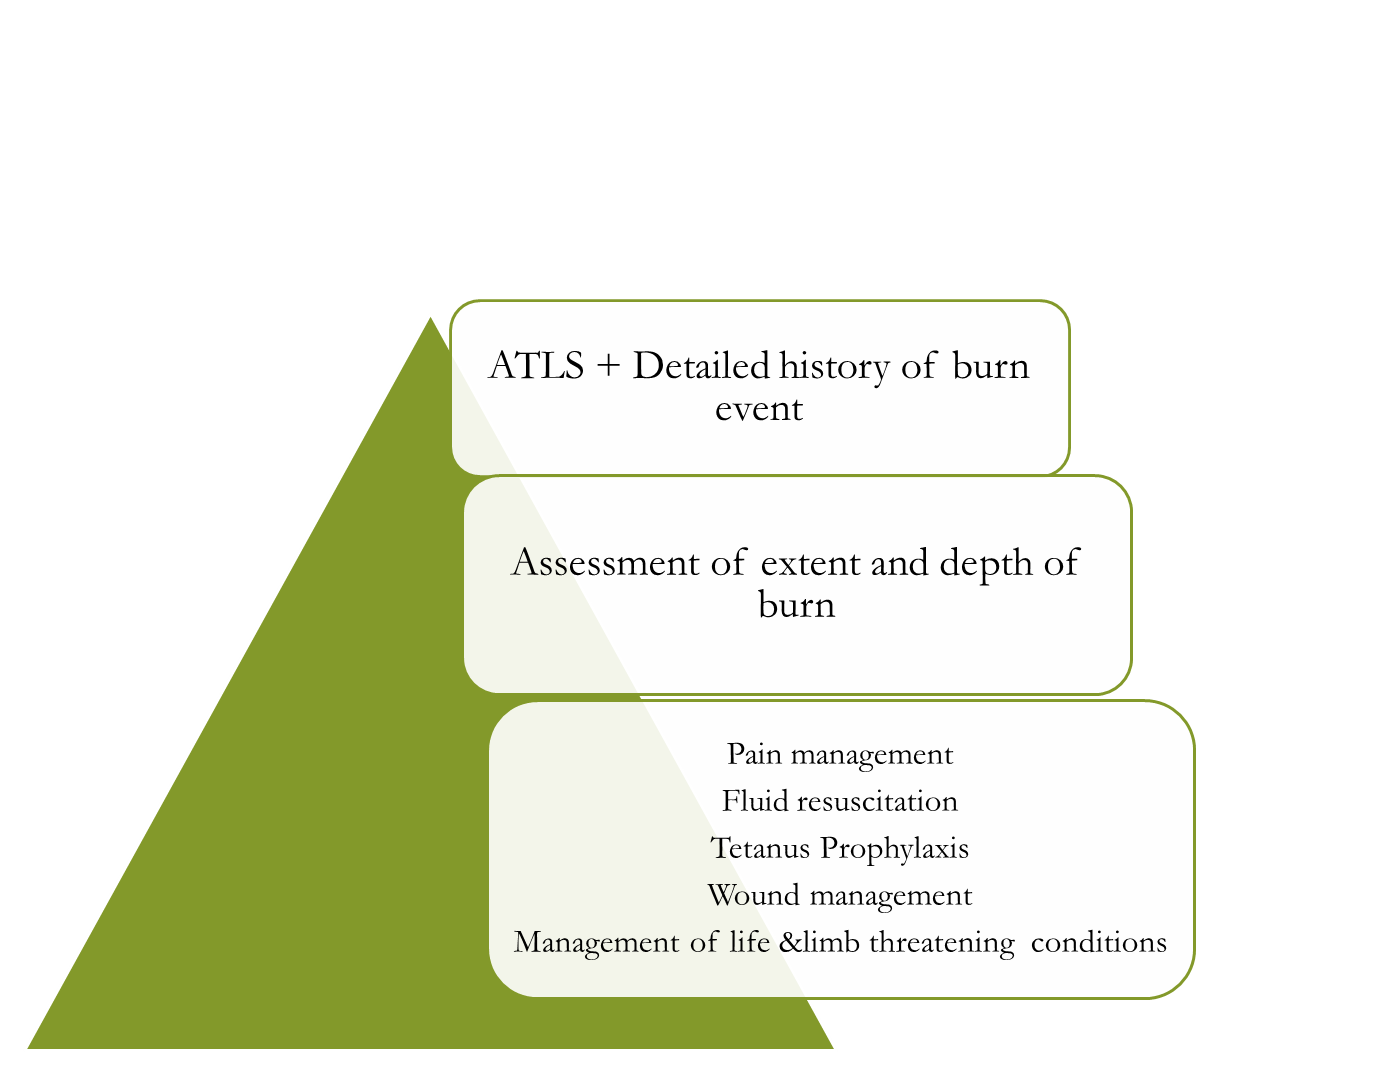 ATLS + Detailed history of burn
event
Assessment of extent and depth of
burn
Pain management
Fluid resuscitation
Tetanus Prophylaxis
Wound management
Management of life &limb threatening conditions